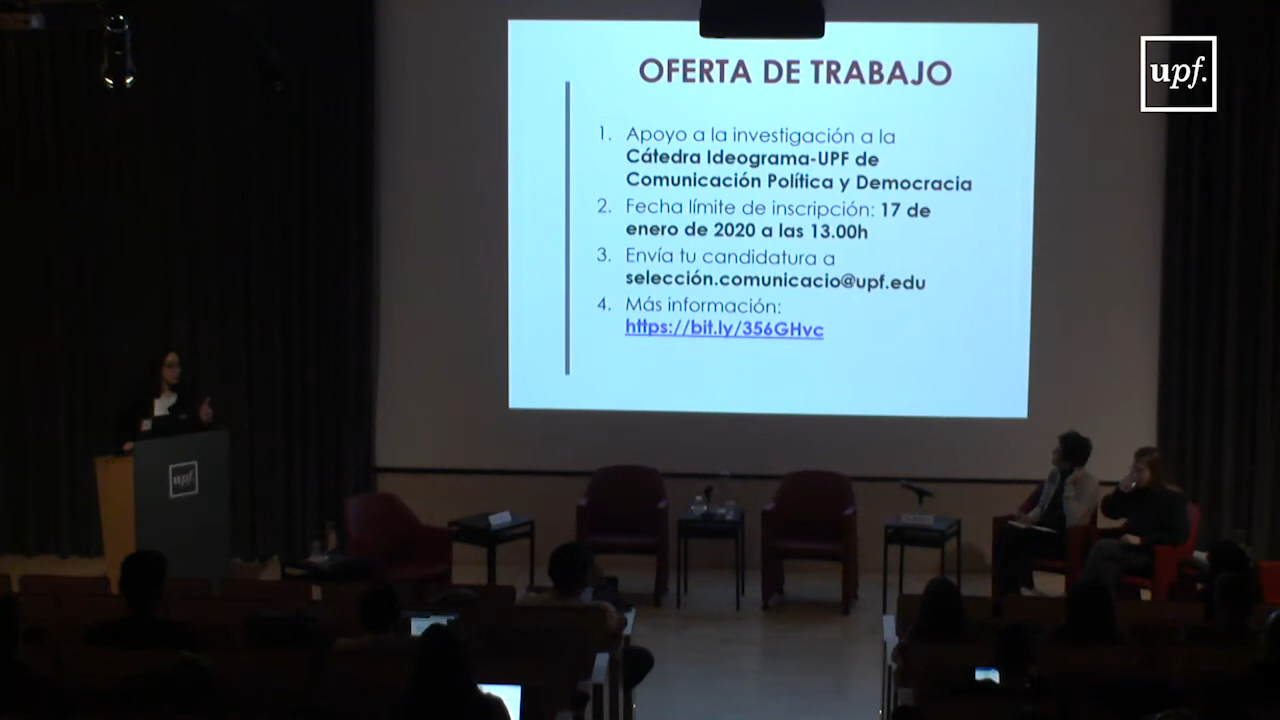 OFERTA DE TRABAJO
1. Apoyo a la investigación a la
Cátedra Ideograma-UPF de
Comunicación Política y Democracia
2. Fecha límite de inscripción: 17 de
enero de 2020 a las 13.00h
3. Envía tu candidatura a
selección.comunicacio@upf.edu
4. Más información:
https://bit.ly/356GHvc
upf.
upf.